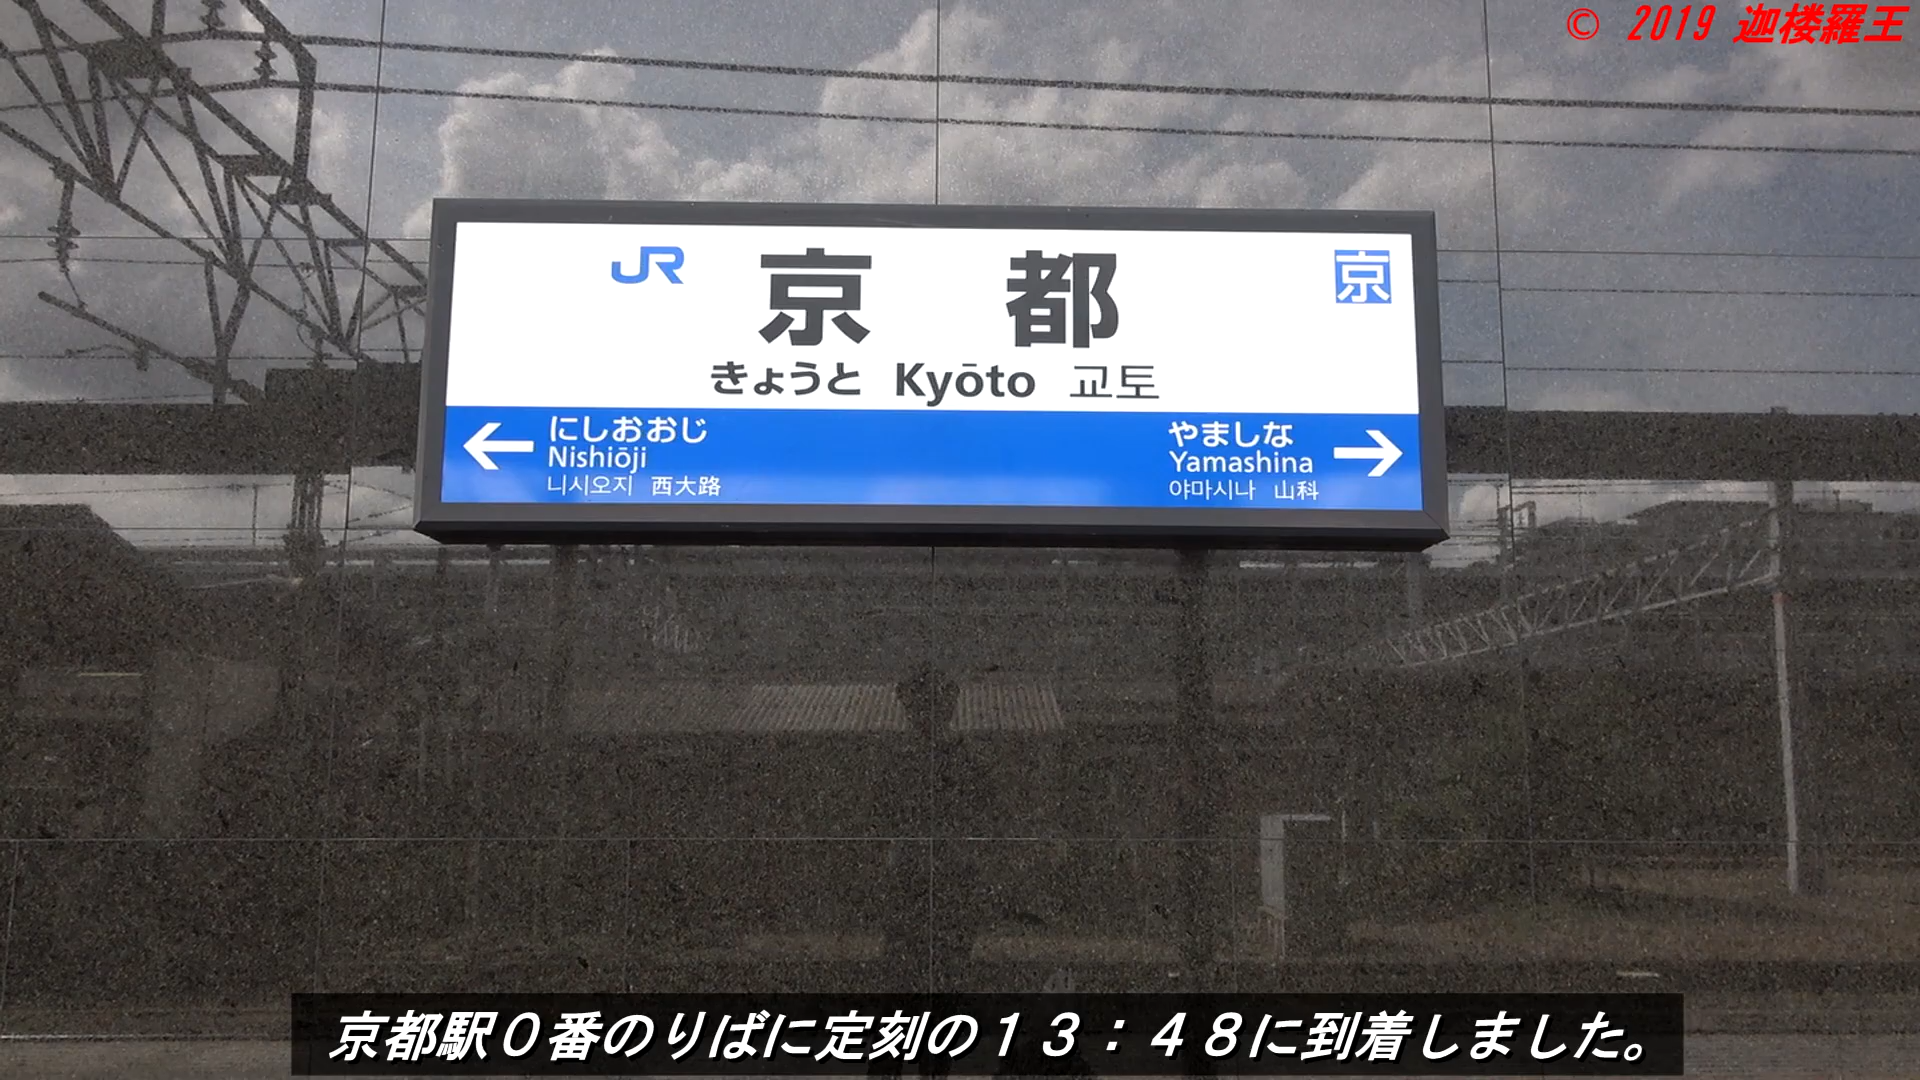 © 2019 迦楼羅王
JR 京都 京
きょうと Kyōto 교토
にしおおじ
Nishiōji
니시오지 西大路
やましな
Yamashina
야마시나 山科
京都駅0番のりばに定刻の13:48に到着しました。